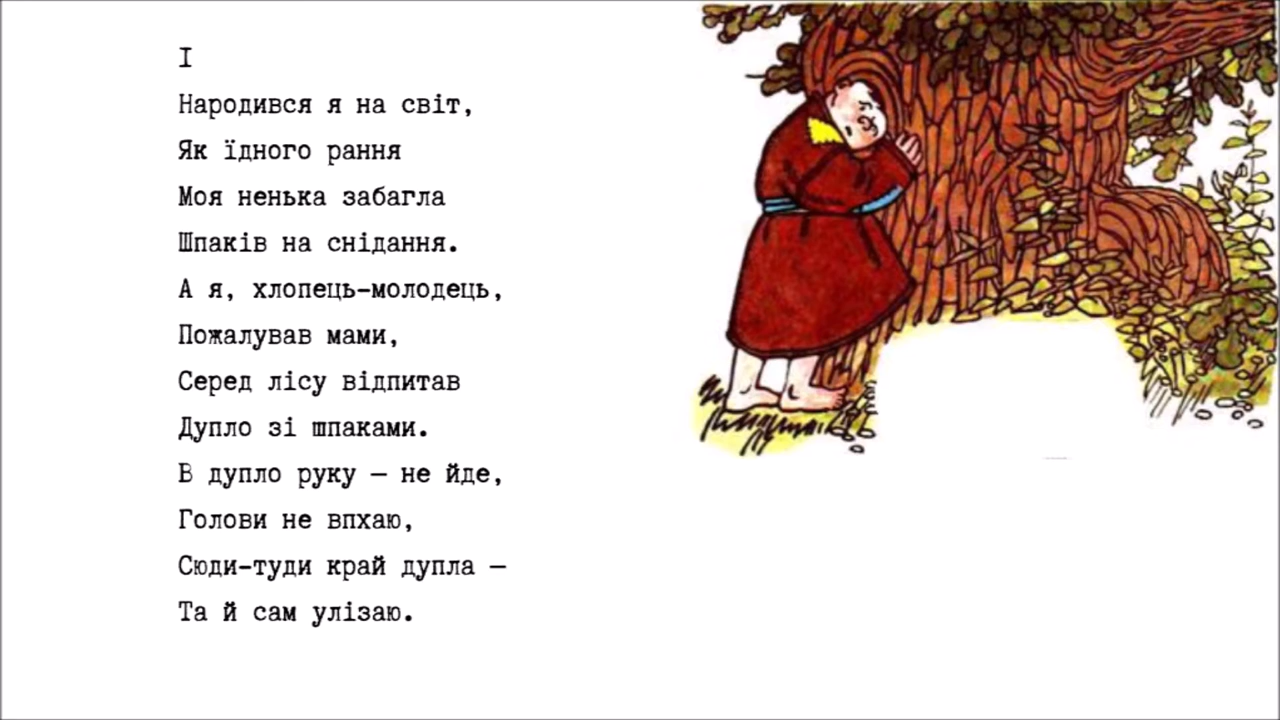 І
Народився я на світ,
Як їдного рання
Моя ненька забагла
Шпаків на снідання.
А я, хлопець-молодець,
Пожалував мами,
Серед лісу відпитав
Дупло зі шпаками.
В дупло руку – не йде,
Голови не впхаю,
Сюди-туди край дупла –
Та й сам улізаю.